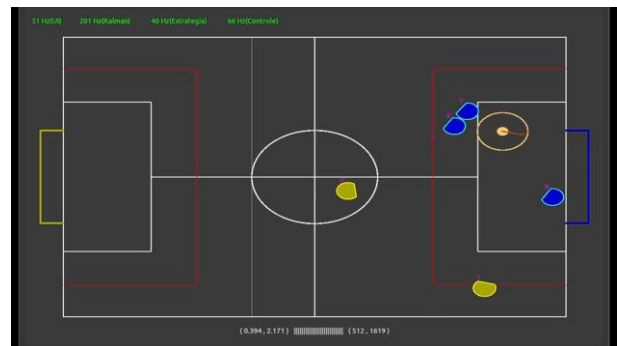 51 Hz(UI) 201 Hz(Kalman) 40 Hz(Estrategia) 66 Hz(Controle)
(0.394 , 2.171) (512 , 1619)